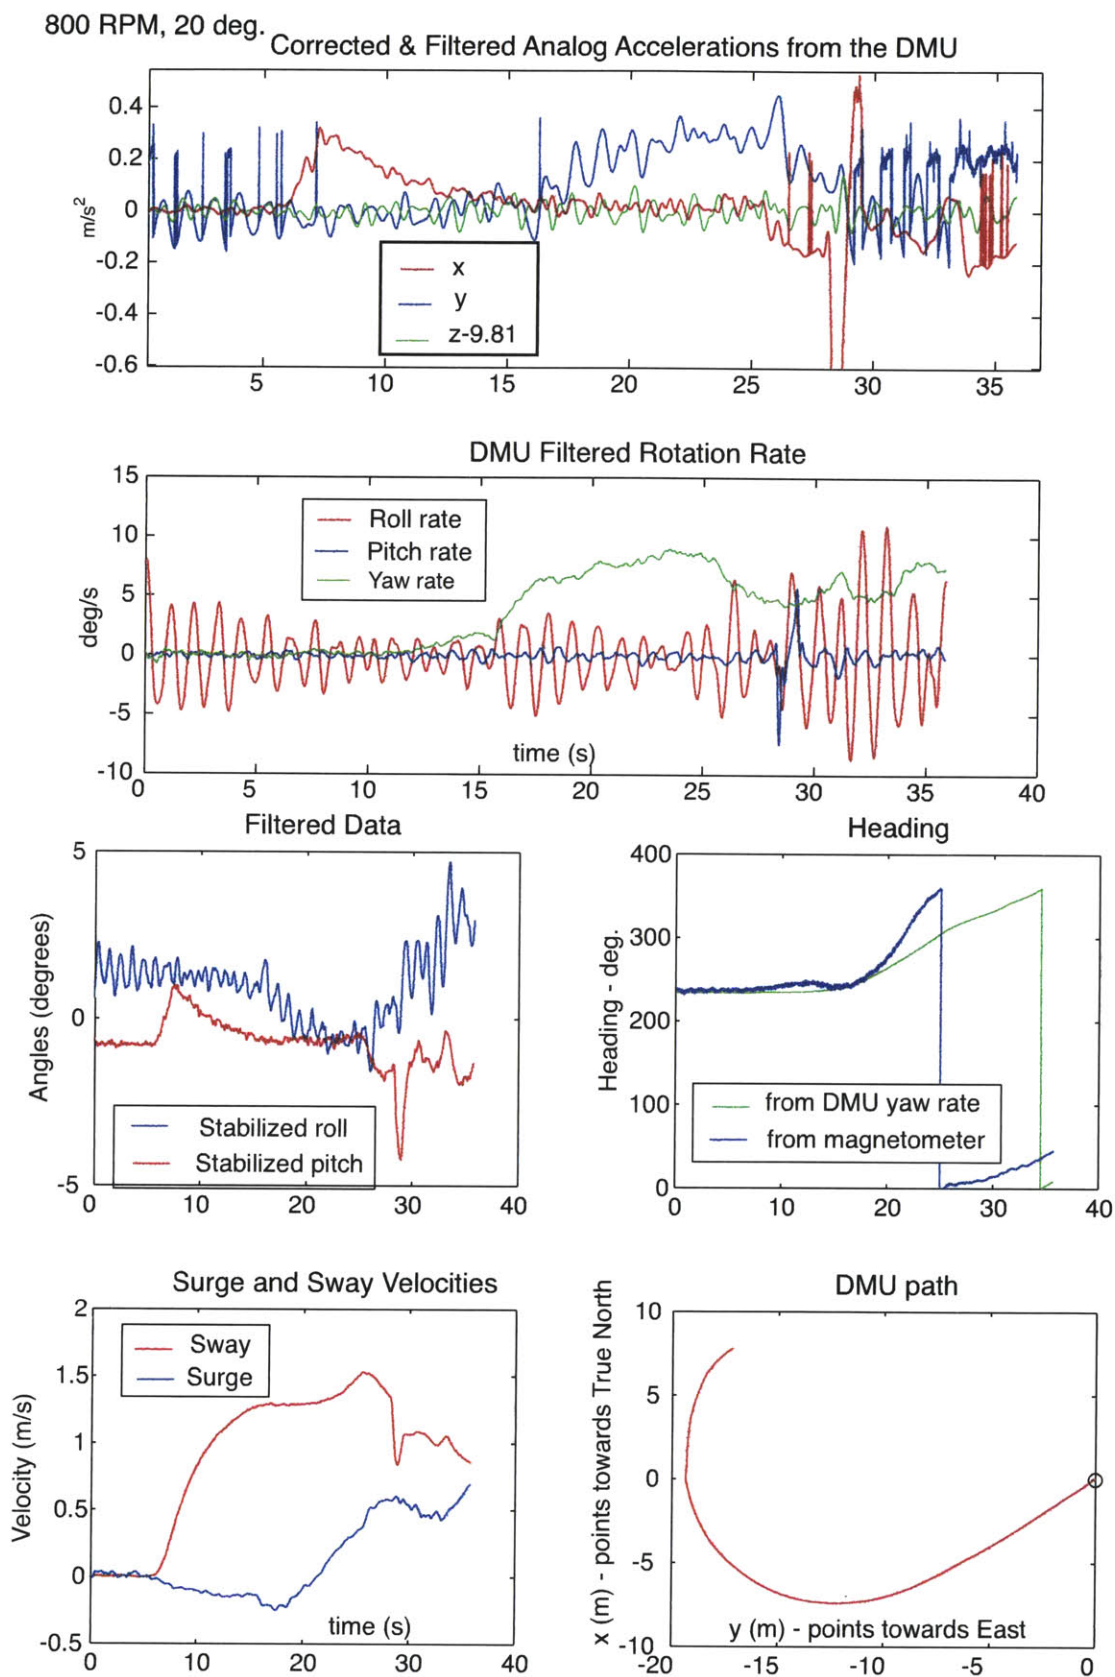 800 RPM, 20 deg.
Corrected & Filtered Analog Accelerations from the DMU
0.4
0.2
0
-0.2
-0.4
-0.6
m/s2
x
y
z-9.81
5 10 15 20 25 30 35
DMU Filtered Rotation Rate
15
10
5
0
-5
-10
deg/s
Roll rate
Pitch rate
Yaw rate
time (s)
0 5 10 15 20 25 30 35 40
Filtered Data
5
0
-5
Angles (degrees)
Stabilized roll
Stabilized pitch
0 10 20 30 40
Heading
400
300
200
100
0
Heading - deg.
from DMU yaw rate
from magnetometer
0 10 20 30 40
Surge and Sway Velocities
2
1.5
1
0.5
0
-0.5
Velocity (m/s)
Sway
Surge
time (s)
0 10 20 30 40
DMU path
10
5
0
-5
-10
x (m) - points towards True North
y (m) - points towards East
-20 -15 -10 -5 0